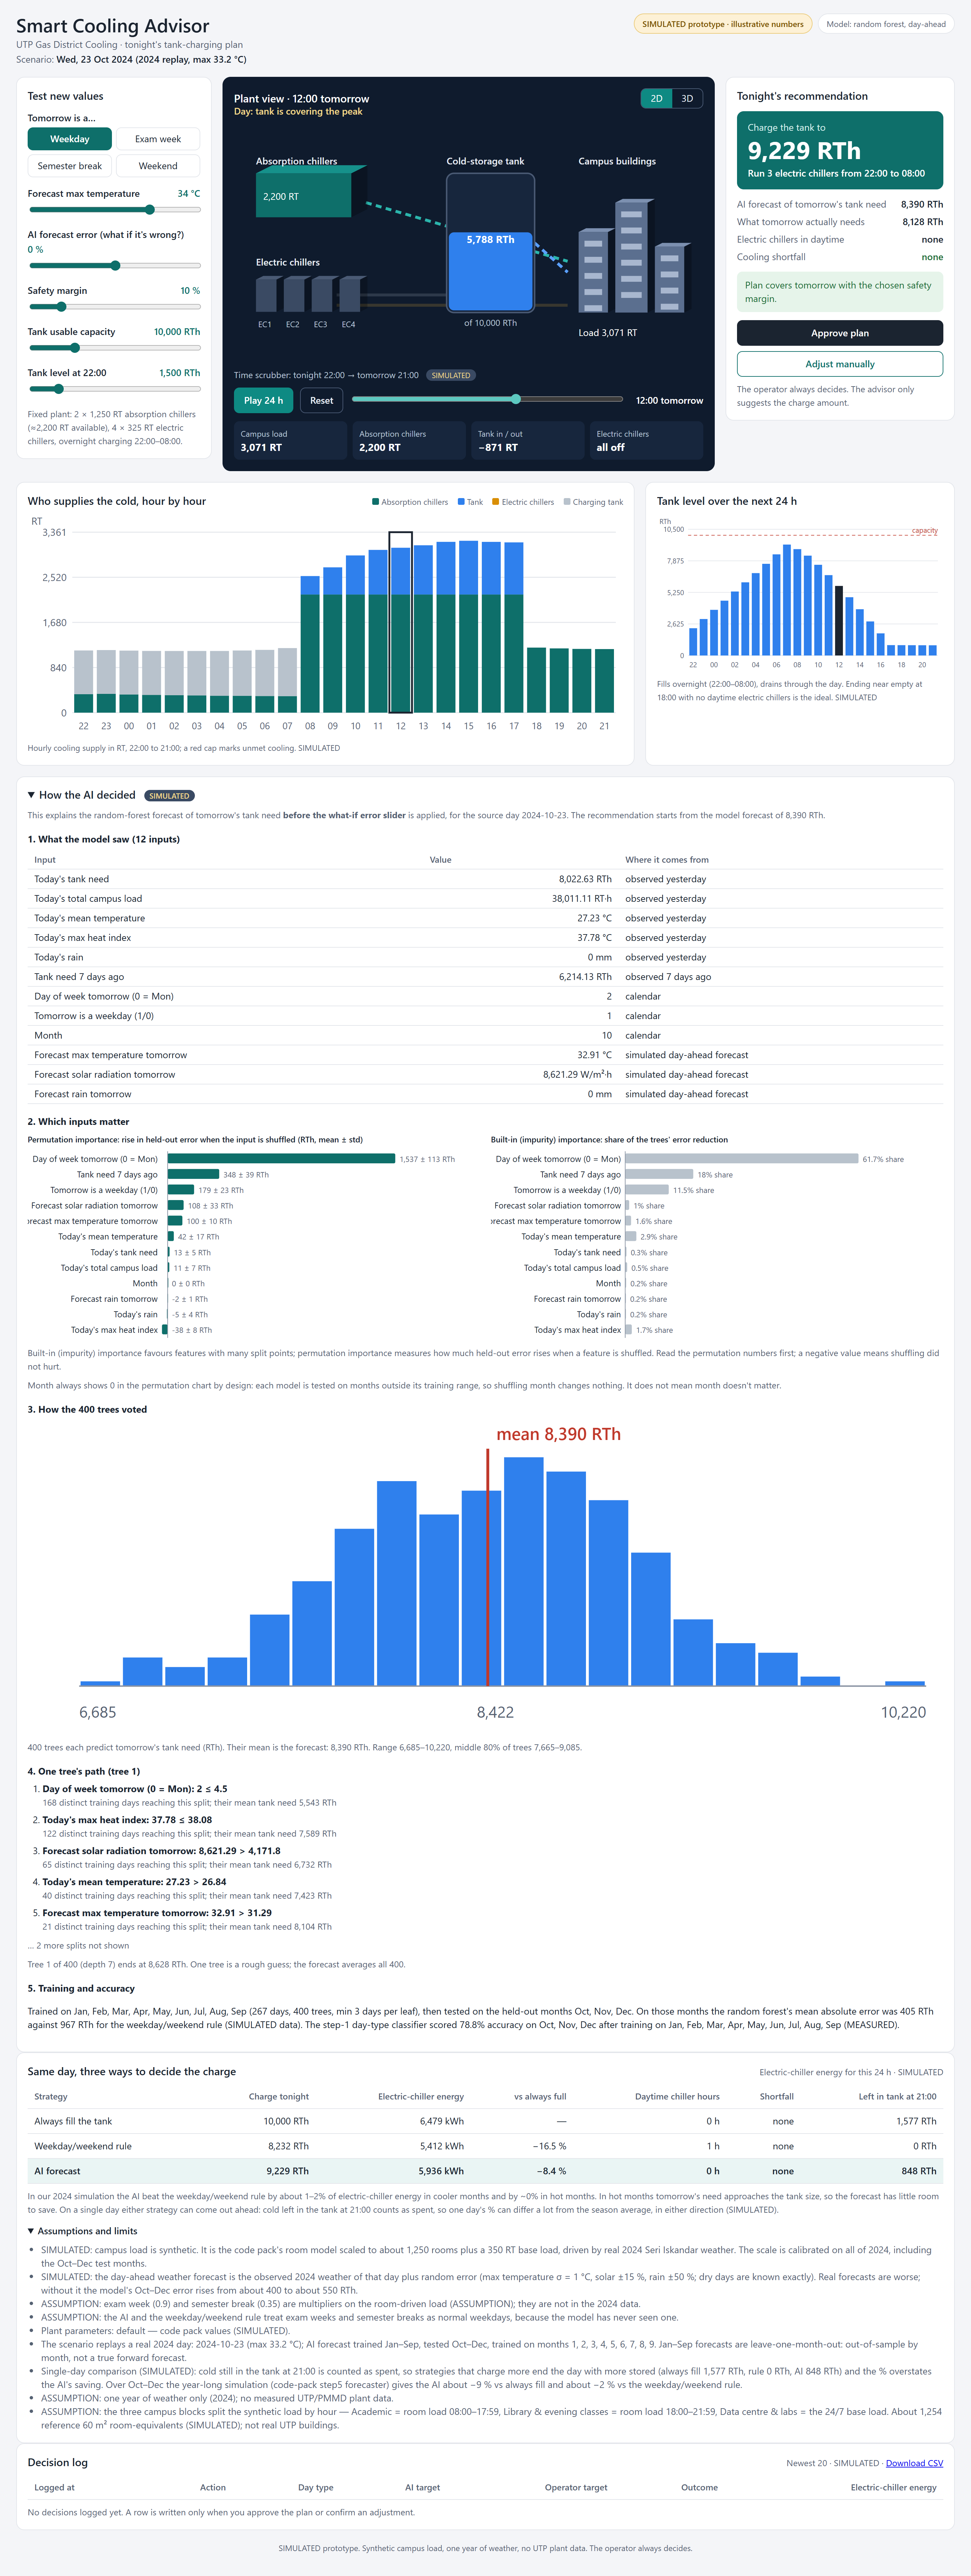 Smart Cooling Advisor
UTP Gas District Cooling · tonight's tank-charging plan
Scenario: Wed, 23 Oct 2024 (2024 replay, max 33.2 °C)
SIMULATED prototype · illustrative numbers
Model: random forest, day-ahead
Test new values
Tomorrow is a...
Weekday
Exam week
Semester break
Weekend
Forecast max temperature 34 °C
AI forecast error (what if it's wrong?)
0 %
Safety margin 10 %
Tank usable capacity 10,000 RTh
Tank level at 22:00 1,500 RTh
Fixed plant: 2 × 1,250 RT absorption chillers
(≈2,200 RT available), 4 × 325 RT electric
chillers, overnight charging 22:00–08:00.
Plant view · 12:00 tomorrow
Day: tank is covering the peak
2D 3D
Absorption chillers
2,200 RT
Electric chillers
EC1 EC2 EC3 EC4
Cold-storage tank
5,788 RTh
of 10,000 RTh
Campus buildings
Load 3,071 RT
Time scrubber: tonight 22:00 → tomorrow 21:00 SIMULATED
Play 24 h
Reset
12:00 tomorrow
Campus load
3,071 RT
Absorption chillers
2,200 RT
Tank in / out
−871 RT
Electric chillers
all off
Tonight's recommendation
Charge the tank to
9,229 RTh
Run 3 electric chillers from 22:00 to 08:00
AI forecast of tomorrow's tank need 8,390 RTh
What tomorrow actually needs 8,128 RTh
Electric chillers in daytime none
Cooling shortfall none
Plan covers tomorrow with the chosen safety
margin.
Approve plan
Adjust manually
The operator always decides. The advisor only
suggests the charge amount.
Who supplies the cold, hour by hour
Absorption chillers Tank Electric chillers Charging tank
RT
3,361
2,520
1,680
840
0
22 23 00 01 02 03 04 05 06 07 08 09 10 11 12 13 14 15 16 17 18 19 20 21
Hourly cooling supply in RT, 22:00 to 21:00; a red cap marks unmet cooling. SIMULATED
Tank level over the next 24 h
RTh
10,500
capacity
7,875
5,250
2,625
0
22 00 02 04 06 08 10 12 14 16 18 20
Fills overnight (22:00–08:00), drains through the day. Ending near empty at
18:00 with no daytime electric chillers is the ideal. SIMULATED
▼ How the AI decided SIMULATED
This explains the random-forest forecast of tomorrow's tank need before the what-if error slider is applied, for the source day 2024-10-23. The recommendation starts from the model forecast of 8,390 RTh.
1. What the model saw (12 inputs)
Input Value Where it comes from
Today's tank need 8,022.63 RTh observed yesterday
Today's total campus load 38,011.11 RT·h observed yesterday
Today's mean temperature 27.23 °C observed yesterday
Today's max heat index 37.78 °C observed yesterday
Today's rain 0 mm observed yesterday
Tank need 7 days ago 6,214.13 RTh observed 7 days ago
Day of week tomorrow (0 = Mon) 2 calendar
Tomorrow is a weekday (1/0) 1 calendar
Month 10 calendar
Forecast max temperature tomorrow 32.91 °C simulated day-ahead forecast
Forecast solar radiation tomorrow 8,621.29 W/m²·h simulated day-ahead forecast
Forecast rain tomorrow 0 mm simulated day-ahead forecast
2. Which inputs matter
Permutation importance: rise in held-out error when the input is shuffled (RTh, mean ± std)
Day of week tomorrow (0 = Mon) 1,537 ± 113 RTh
Tank need 7 days ago 348 ± 39 RTh
Tomorrow is a weekday (1/0) 179 ± 23 RTh
Forecast solar radiation tomorrow 108 ± 33 RTh
recast max temperature tomorrow 100 ± 10 RTh
Today's mean temperature 42 ± 17 RTh
Today's tank need 13 ± 5 RTh
Today's total campus load 11 ± 7 RTh
Month 0 ± 0 RTh
Forecast rain tomorrow -2 ± 1 RTh
Today's rain -5 ± 4 RTh
Today's max heat index -38 ± 8 RTh
Built-in (impurity) importance: share of the trees' error reduction
Day of week tomorrow (0 = Mon) 61.7% share
Tank need 7 days ago 18% share
Tomorrow is a weekday (1/0) 11.5% share
Forecast solar radiation tomorrow 1% share
recast max temperature tomorrow 1.6% share
Today's mean temperature 2.9% share
Today's tank need 0.3% share
Today's total campus load 0.5% share
Month 0.2% share
Forecast rain tomorrow 0.2% share
Today's rain 0.2% share
Today's max heat index 1.7% share
Built-in (impurity) importance favours features with many split points; permutation importance measures how much held-out error rises when a feature is shuffled. Read the permutation numbers first; a negative value means shuffling did
not hurt.
Month always shows 0 in the permutation chart by design: each model is tested on months outside its training range, so shuffling month changes nothing. It does not mean month doesn't matter.
3. How the 400 trees voted
mean 8,390 RTh
6,685 8,422 10,220
400 trees each predict tomorrow's tank need (RTh). Their mean is the forecast: 8,390 RTh. Range 6,685–10,220, middle 80% of trees 7,665–9,085.
4. One tree's path (tree 1)
1. Day of week tomorrow (0 = Mon): 2 ≤ 4.5
168 distinct training days reaching this split; their mean tank need 5,543 RTh
2. Today's max heat index: 37.78 ≤ 38.08
122 distinct training days reaching this split; their mean tank need 7,589 RTh
3. Forecast solar radiation tomorrow: 8,621.29 > 4,171.8
65 distinct training days reaching this split; their mean tank need 6,732 RTh
4. Today's mean temperature: 27.23 > 26.84
40 distinct training days reaching this split; their mean tank need 7,423 RTh
5. Forecast max temperature tomorrow: 32.91 > 31.29
21 distinct training days reaching this split; their mean tank need 8,104 RTh
... 2 more splits not shown
Tree 1 of 400 (depth 7) ends at 8,628 RTh. One tree is a rough guess; the forecast averages all 400.
5. Training and accuracy
Trained on Jan, Feb, Mar, Apr, May, Jun, Jul, Aug, Sep (267 days, 400 trees, min 3 days per leaf), then tested on the held-out months Oct, Nov, Dec. On those months the random forest's mean absolute error was 405 RTh
against 967 RTh for the weekday/weekend rule (SIMULATED data). The step-1 day-type classifier scored 78.8% accuracy on Oct, Nov, Dec after training on Jan, Feb, Mar, Apr, May, Jun, Jul, Aug, Sep (MEASURED).
Same day, three ways to decide the charge
Electric-chiller energy for this 24 h · SIMULATED
Strategy Charge tonight Electric-chiller energy vs always full Daytime chiller hours Shortfall Left in tank at 21:00
Always fill the tank 10,000 RTh 6,479 kWh — 0 h none 1,577 RTh
Weekday/weekend rule 8,232 RTh 5,412 kWh −16.5 % 1 h none 0 RTh
AI forecast 9,229 RTh 5,936 kWh −8.4 % 0 h none 848 RTh
In our 2024 simulation the AI beat the weekday/weekend rule by about 1–2% of electric-chiller energy in cooler months and by ~0% in hot months. In hot months tomorrow's need approaches the tank size, so the forecast has little room
to save. On a single day either strategy can come out ahead: cold left in the tank at 21:00 counts as spent, so one day's % can differ a lot from the season average, in either direction (SIMULATED).
▼ Assumptions and limits
• SIMULATED: campus load is synthetic. It is the code pack's room model scaled to about 1,250 rooms plus a 350 RT base load, driven by real 2024 Seri Iskandar weather. The scale is calibrated on all of 2024, including
the Oct–Dec test months.
• SIMULATED: the day-ahead weather forecast is the observed 2024 weather of that day plus random error (max temperature σ = 1 °C, solar ±15 %, rain ±50 %; dry days are known exactly). Real forecasts are worse;
without it the model's Oct–Dec error rises from about 400 to about 550 RTh.
• ASSUMPTION: exam week (0.9) and semester break (0.35) are multipliers on the room-driven load (ASSUMPTION); they are not in the 2024 data.
• ASSUMPTION: the AI and the weekday/weekend rule treat exam weeks and semester breaks as normal weekdays, because the model has never seen one.
• Plant parameters: default — code pack values (SIMULATED).
• The scenario replays a real 2024 day: 2024-10-23 (max 33.2 °C); AI forecast trained Jan–Sep, tested Oct–Dec, trained on months 1, 2, 3, 4, 5, 6, 7, 8, 9. Jan–Sep forecasts are leave-one-month-out: out-of-sample by
month, not a true forward forecast.
• Single-day comparison (SIMULATED): cold still in the tank at 21:00 is counted as spent, so strategies that charge more end the day with more stored (always fill 1,577 RTh, rule 0 RTh, AI 848 RTh) and the % overstates
the AI's saving. Over Oct–Dec the year-long simulation (code-pack step5 forecaster) gives the AI about −9 % vs always fill and about −2 % vs the weekday/weekend rule.
• ASSUMPTION: one year of weather only (2024); no measured UTP/PMMD plant data.
• ASSUMPTION: the three campus blocks split the synthetic load by hour — Academic = room load 08:00–17:59, Library & evening classes = room load 18:00–21:59, Data centre & labs = the 24/7 base load. About 1,254
reference 60 m² room-equivalents (SIMULATED); not real UTP buildings.
Decision log
Newest 20 · SIMULATED · Download CSV
Logged at Action Day type AI target Operator target Outcome Electric-chiller energy
No decisions logged yet. A row is written only when you approve the plan or confirm an adjustment.
SIMULATED prototype. Synthetic campus load, one year of weather, no UTP plant data. The operator always decides.